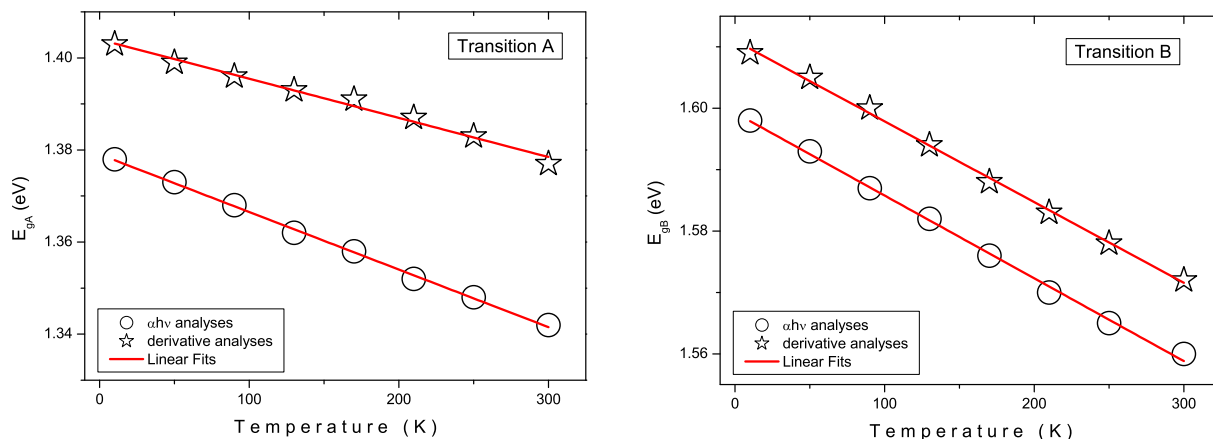 Transition A
1.40
1.38
1.36
1.34
E_gA (eV)
αhν analyses
derivative analyses
Linear Fits
0 100 200 300
Temperature (K)
Transition B
1.60
1.58
1.56
E_gB (eV)
αhν analyses
derivative analyses
Linear Fits
0 100 200 300
Temperature (K)